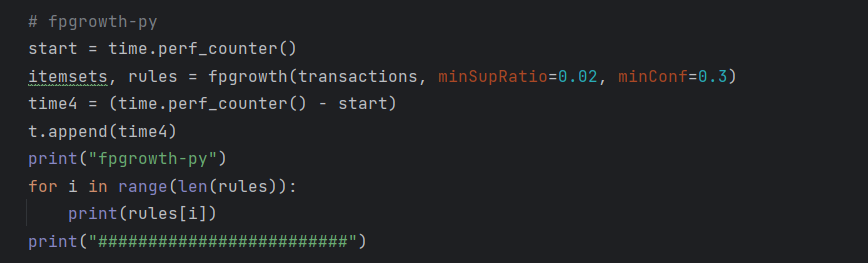 # fpgrowth-py
start = time.perf_counter()
itemsets, rules = fpgrowth(transactions, minSupRatio=0.02, minConf=0.3)
time4 = (time.perf_counter() - start)
t.append(time4)
print("fpgrowth-py")
for i in range(len(rules)):
    print(rules[i])
print("#########################")